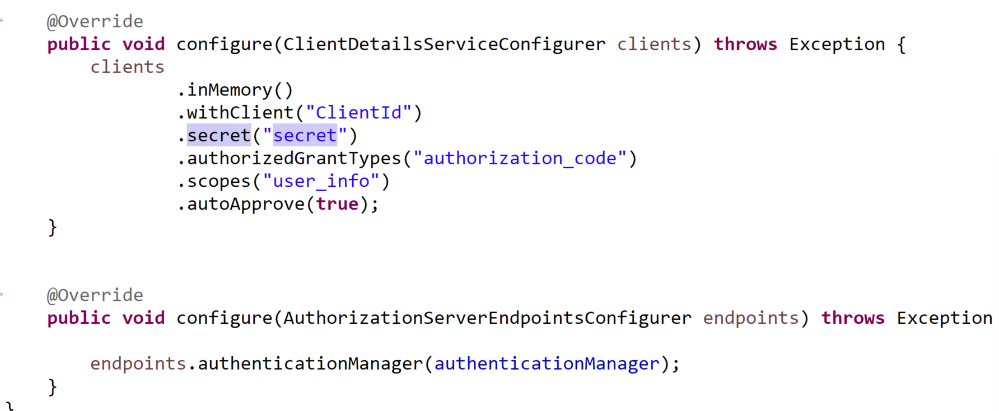 @Override
public void configure(ClientDetailsServiceConfigurer clients) throws Exception {
clients
.inMemory()
.withClient("ClientId")
.secret("secret")
.authorizedGrantTypes("authorization_code")
.scopes("user_info")
.autoApprove(true);
}
@Override
public void configure(AuthorizationServerEndpointsConfigurer endpoints) throws Exception
endpoints.authenticationManager(authenticationManager);
}
}